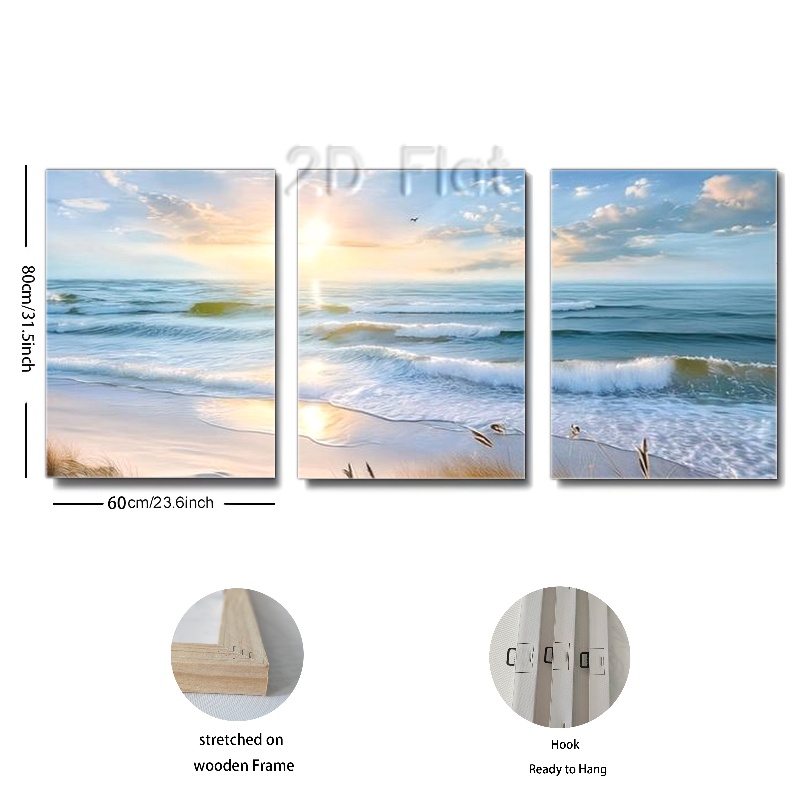 2D Flat
80cm/31.5inch
60cm/23.6inch
stretched on
wooden Frame
Hook
Ready to Hang